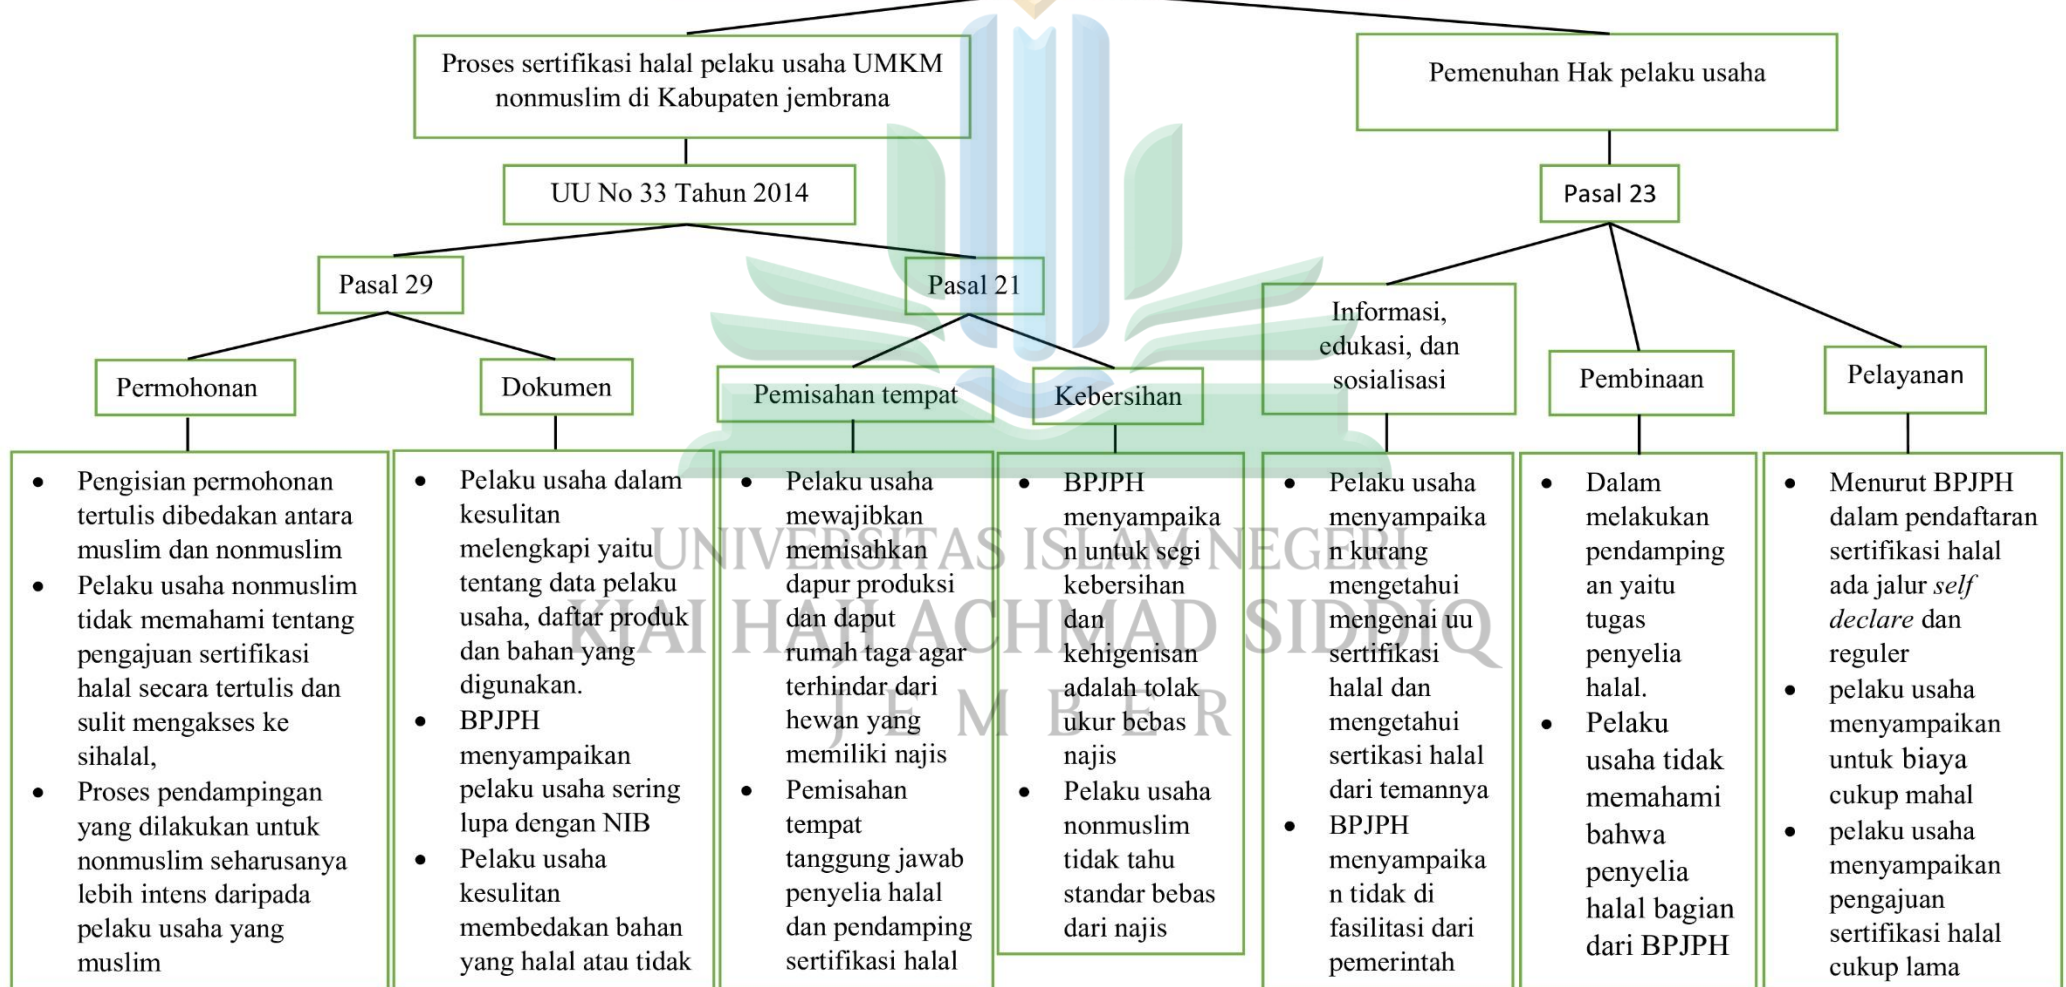 Proses sertifikasi halal pelaku usaha UMKM
nonmuslim di Kabupaten jembrana
Pemenuhan Hak pelaku usaha
UU No 33 Tahun 2014
Pasal 23
Pasal 29
Pasal 21
Informasi,
edukasi, dan
sosialisasi
Permohonan
Dokumen
Pemisahan tempat
Kebersihan
Pembinaan
Pelayanan
• Pengisian permohonan
tertulis dibedakan antara
muslim dan nonmuslim
• Pelaku usaha nonmuslim
tidak memahami tentang
pengajuan sertifikasi
halal secara tertulis dan
sulit mengakses ke
sihalal,
• Proses pendampingan
yang dilakukan untuk
nonmuslim seharusanya
lebih intens daripada
pelaku usaha yang
muslim
• Pelaku usaha dalam
kesulitan
melengkapi yaitu
tentang data pelaku
usaha, daftar produk
dan bahan yang
digunakan.
• BPJPH
menyampaikan
pelaku usaha sering
lupa dengan NIB
• Pelaku usaha
kesulitan
membedakan bahan
yang halal atau tidak
• Pelaku usaha
mewajibkan
memisahkan
dapur produksi
dan daput
rumah taga agar
terhindar dari
hewan yang
memiliki najis
• Pemisahan
tempat
tanggung jawab
penyelia halal
dan pendamping
sertifikasi halal
• BPJPH
menyampaika
n untuk segi
kebersihan
dan
kehigenisan
adalah tolak
ukur bebas
najis
• Pelaku usaha
nonmuslim
tidak tahu
standar bebas
dari najis
• Pelaku usaha
menyampaika
n kurang
mengetahui
mengenai uu
sertifikasi
halal dan
mengetahui
sertikasi halal
dari temannya
• BPJPH
menyampaika
n tidak di
fasilitasi dari
pemerintah
• Dalam
melakukan
pendamping
an yaitu
tugas
penyelia
halal.
• Pelaku
usaha tidak
memahami
bahwa
penyelia
halal bagian
dari BPJPH
• Menurut BPJPH
dalam pendaftaran
sertifikasi halal
ada jalur self
declare dan
reguler
• pelaku usaha
menyampaikan
untuk biaya
cukup mahal
• pelaku usaha
menyampaikan
pengajuan
sertifikasi halal
cukup lama
UNIVERSITAS ISLAM NEGERI
KIAI HAJI ACHMAD SIDDIQ
JEMBER